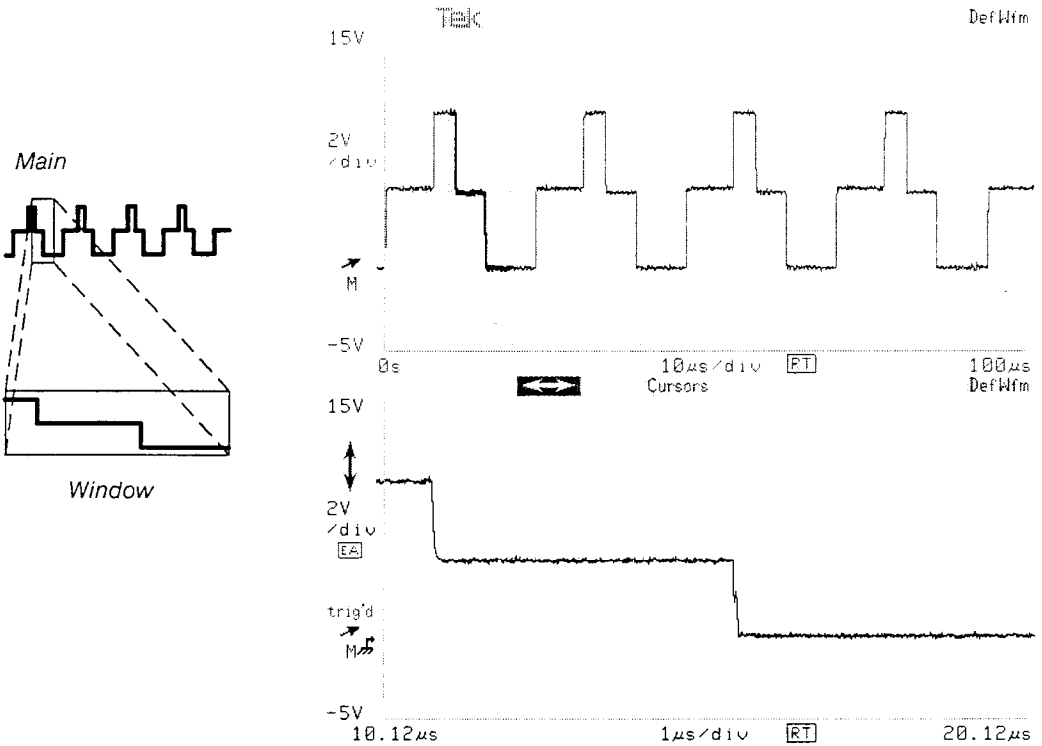 Main
Window
Tek
DefWfm
15V
2V
/div
M
-5V
0s
10µs/div
RT
100µs
Cursors
DefWfm
15V
2V
/div
EA
trig'd
M
-5V
10.12µs
1µs/div
RT
20.12µs